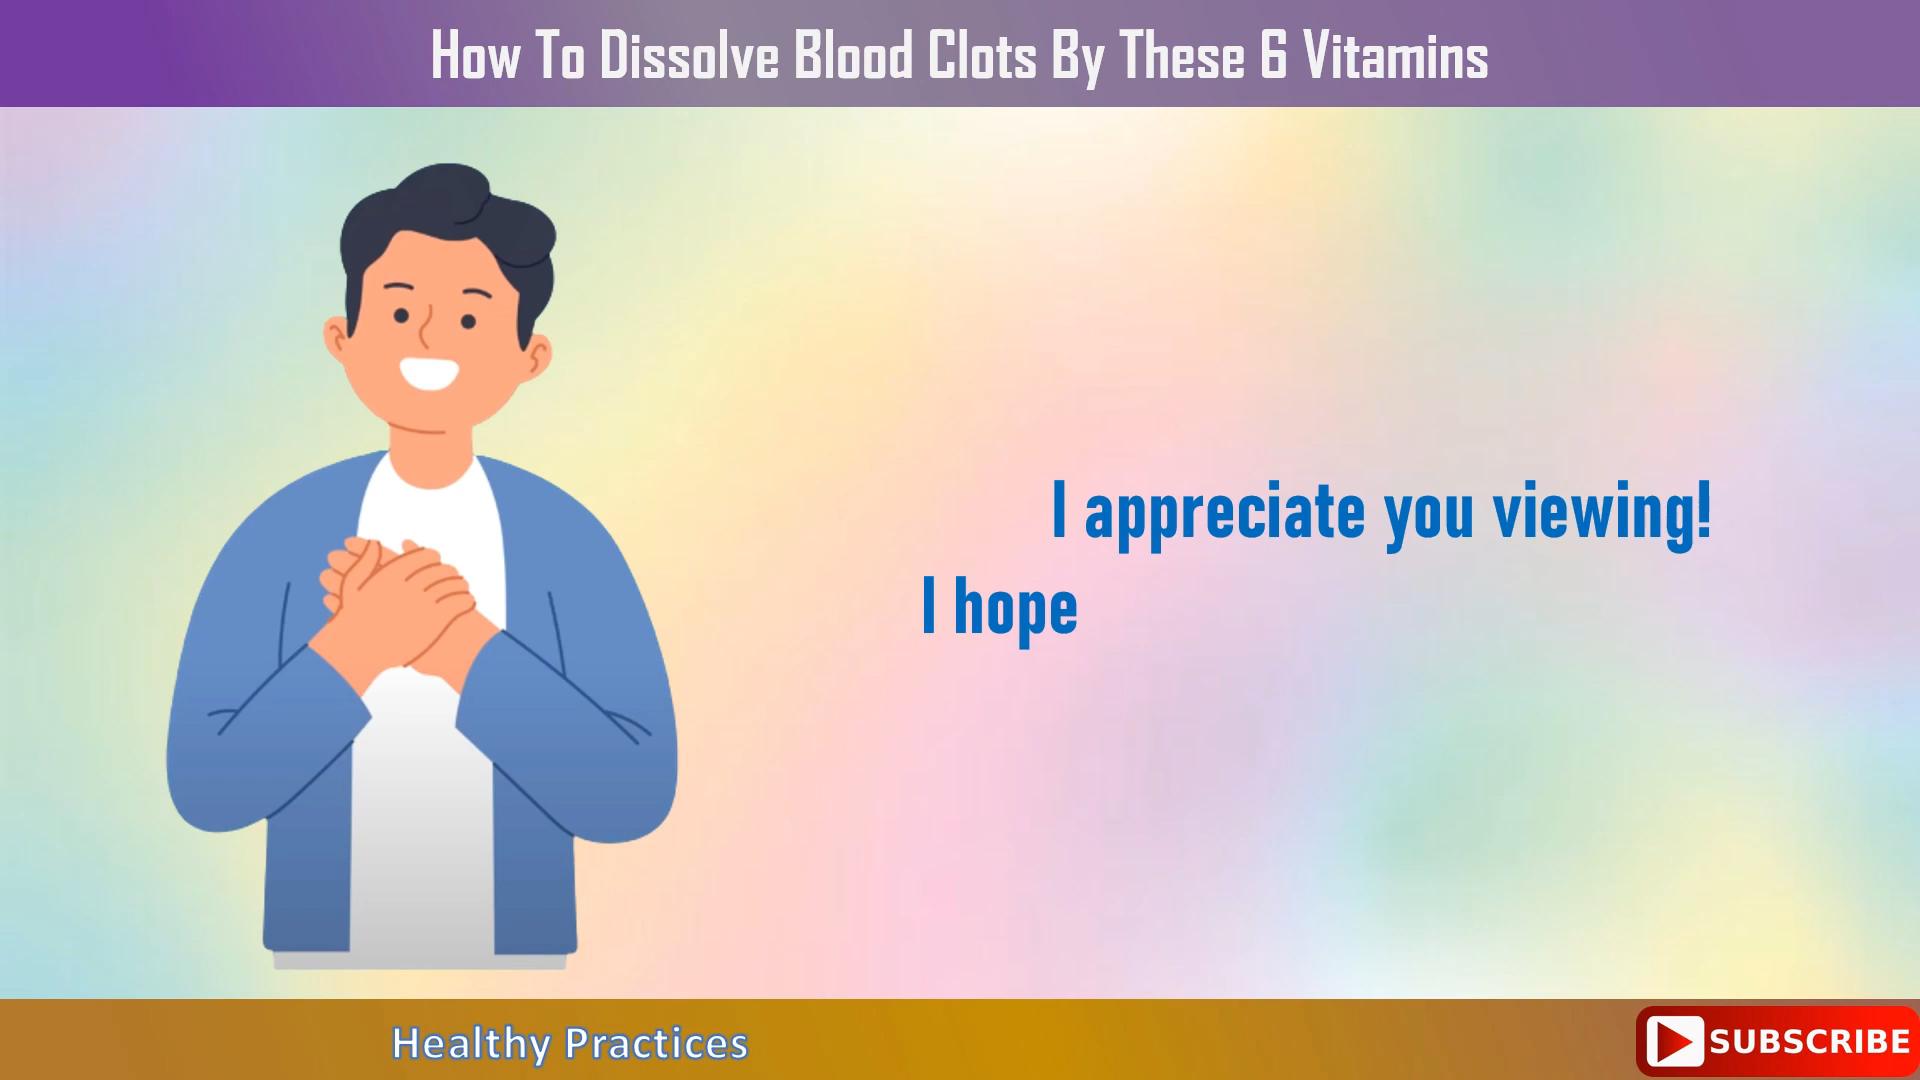 How To Dissolve Blood Clots By These 6 Vitamins
I appreciate you viewing!
I hope
Healthy Practices
SUBSCRIBE